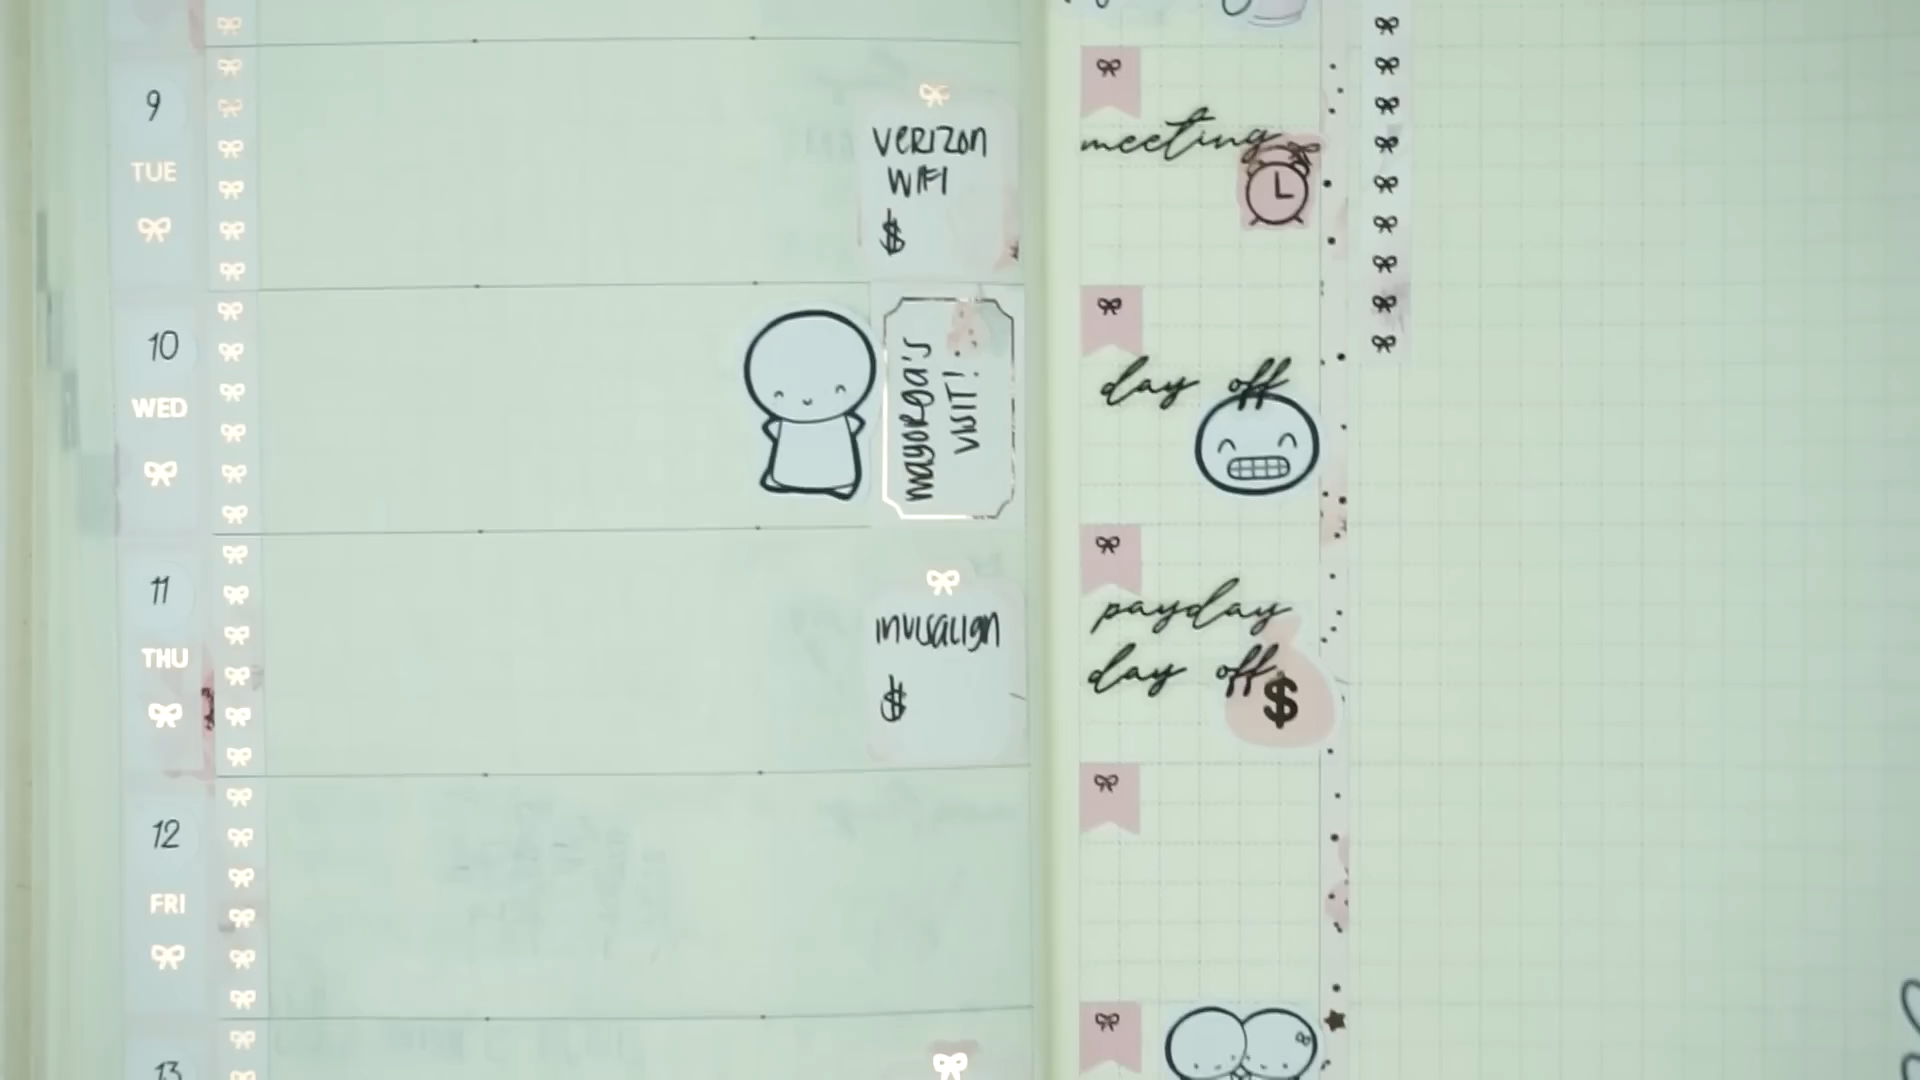 9
TUE
verizon
WIFI
$
meeting
10
WED
mayorga's
VISIT!
day off
11
THU
invisalign
$
payday
day off
$
12
FRI
13